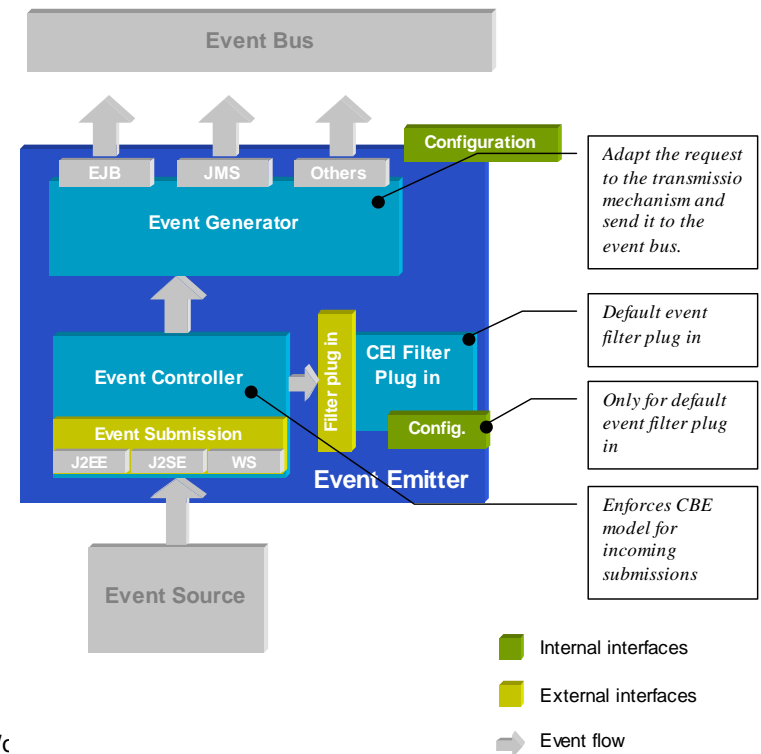 Event Bus
Configuration
EJB
JMS
Others
Event Generator
Adapt the request
to the transmissio
mechanism and
send it to the
event bus.
Default event
filter plug in
Filter plug in
CEI Filter
Plug in
Event Controller
Only for default
event filter plug
in
Config.
Event Submission
J2EE
J2SE
WS
Event Emitter
Enforces CBE
model for
incoming
submissions
Event Source
Internal interfaces
External interfaces
Event flow